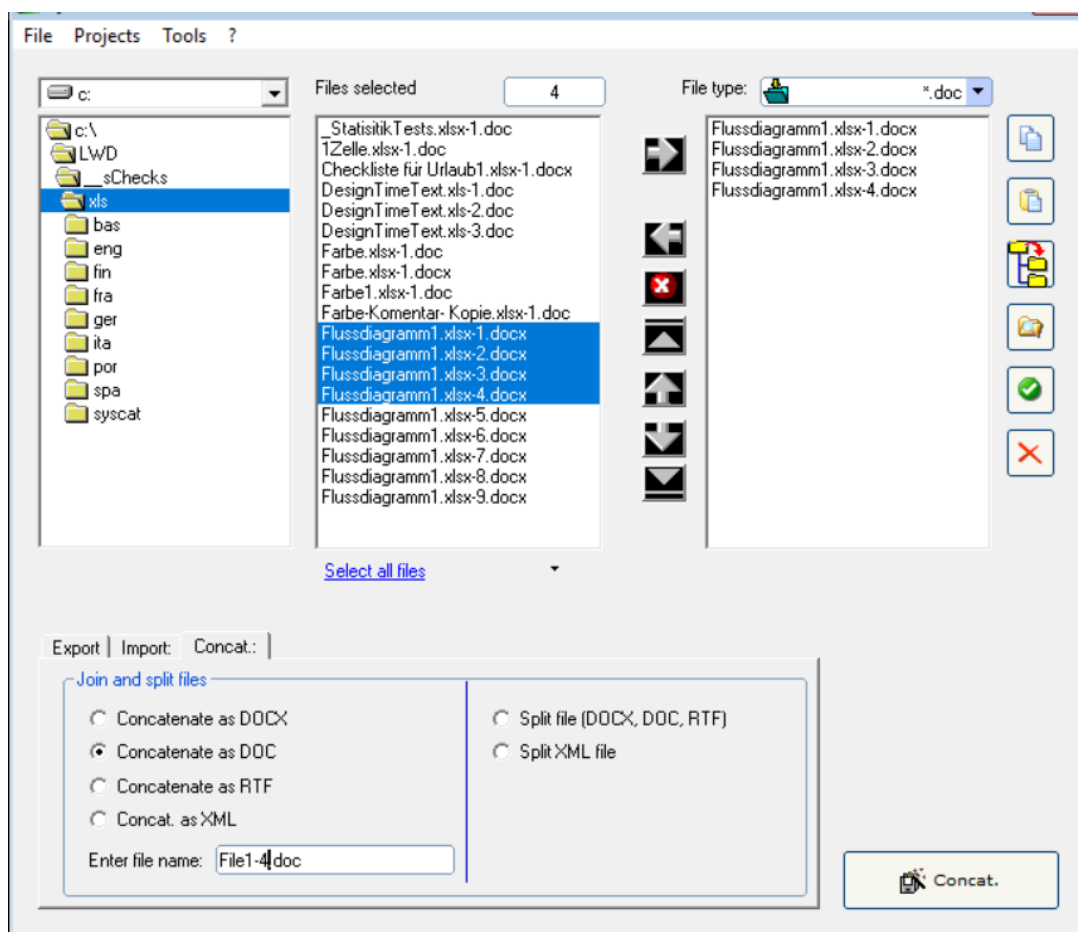 File Projects Tools ?
c:
Files selected 4
File type: *.doc
c:\
LWD
__sChecks
xls
bas
eng
fin
fra
ger
ita
por
spa
syscat
_StatisitikTests.xlsx-1.doc
1Zelle.xlsx-1.doc
Checkliste für Urlaub1.xlsx-1.docx
DesignTimeText.xls-1.doc
DesignTimeText.xls-2.doc
DesignTimeText.xls-3.doc
Farbe.xlsx-1.doc
Farbe.xlsx-1.docx
Farbe1.xlsx-1.doc
Farbe-Komentar- Kopie.xlsx-1.doc
Flussdiagramm1.xlsx-1.docx
Flussdiagramm1.xlsx-2.docx
Flussdiagramm1.xlsx-3.docx
Flussdiagramm1.xlsx-4.docx
Flussdiagramm1.xlsx-5.docx
Flussdiagramm1.xlsx-6.docx
Flussdiagramm1.xlsx-7.docx
Flussdiagramm1.xlsx-8.docx
Flussdiagramm1.xlsx-9.docx
Flussdiagramm1.xlsx-1.docx
Flussdiagramm1.xlsx-2.docx
Flussdiagramm1.xlsx-3.docx
Flussdiagramm1.xlsx-4.docx
Select all files
Export Import: Concat.:
Join and split files
Concatenate as DOCX
Concatenate as DOC
Concatenate as RTF
Concat. as XML
Enter file name: File1-4.doc
Split file (DOCX, DOC, RTF)
Split XML file
Concat.